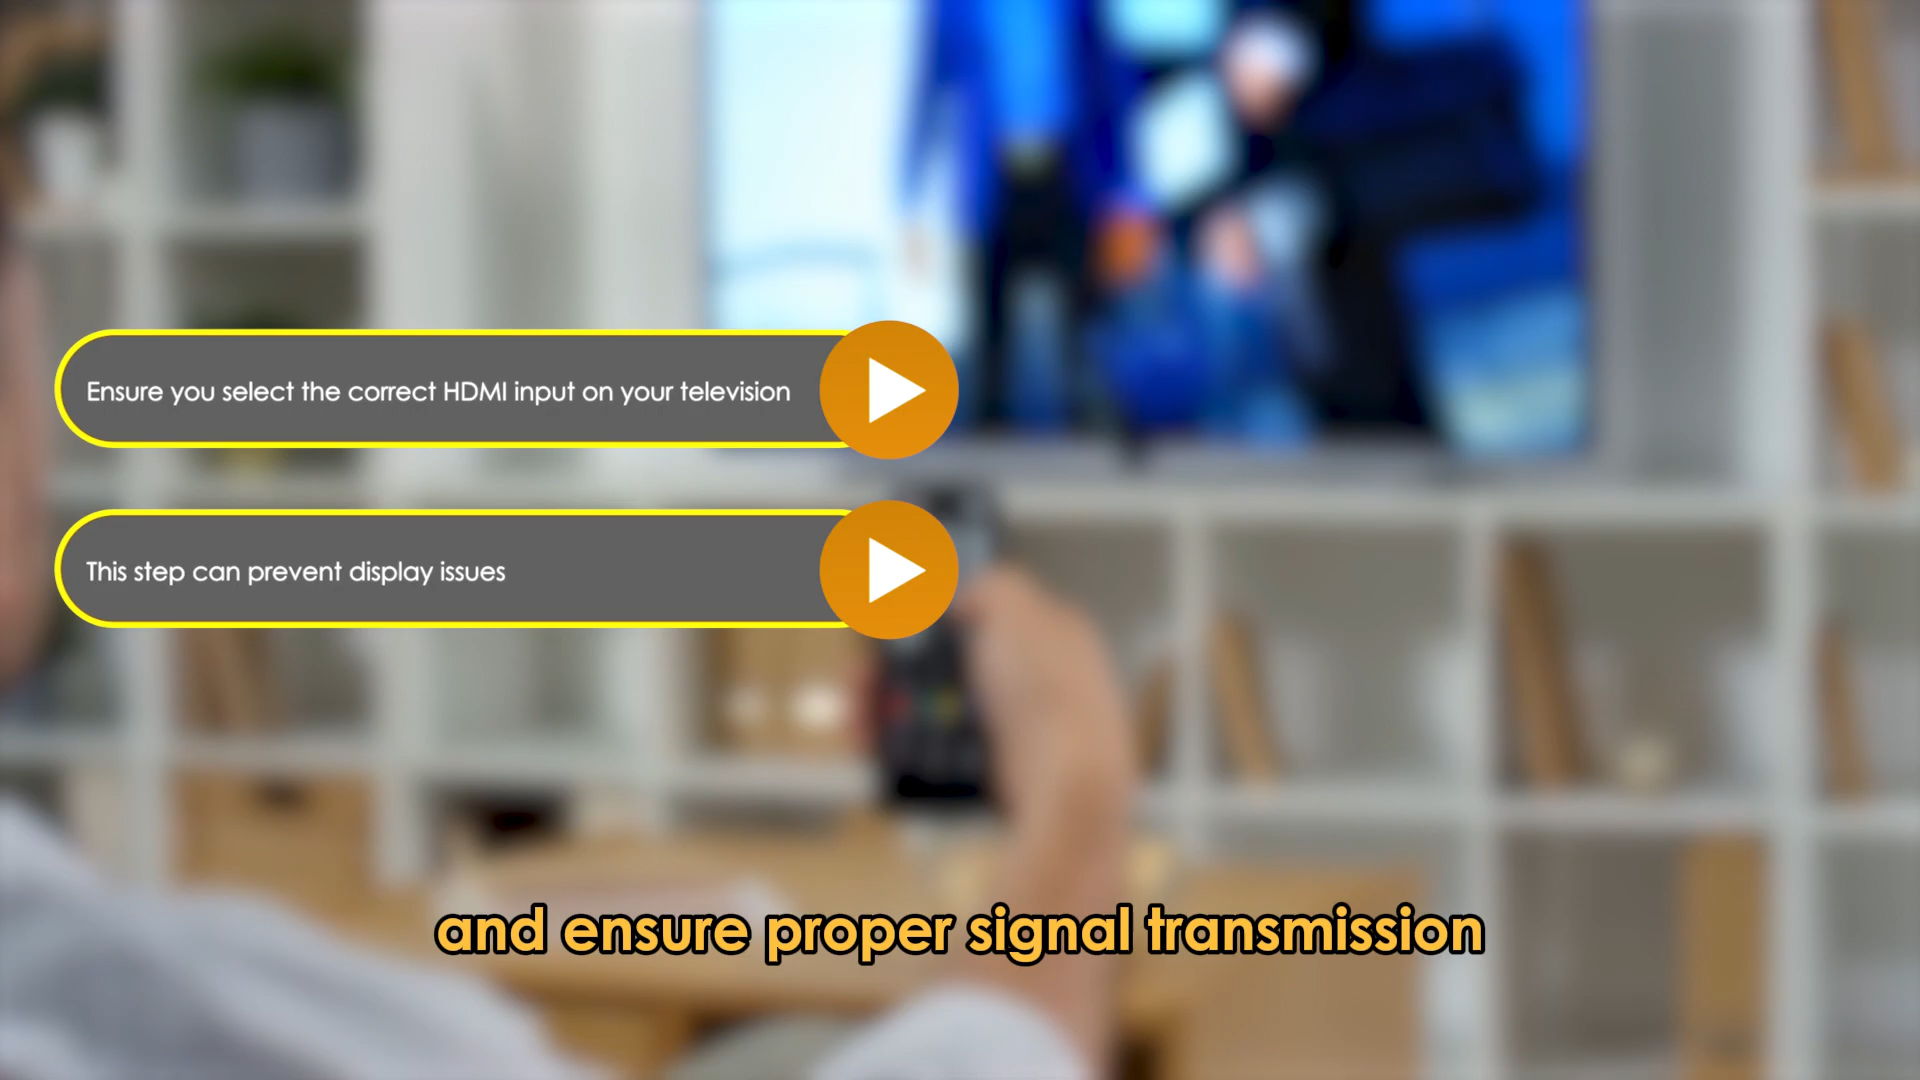 Ensure you select the correct HDMI input on your television
This step can prevent display issues
and ensure proper signal transmission